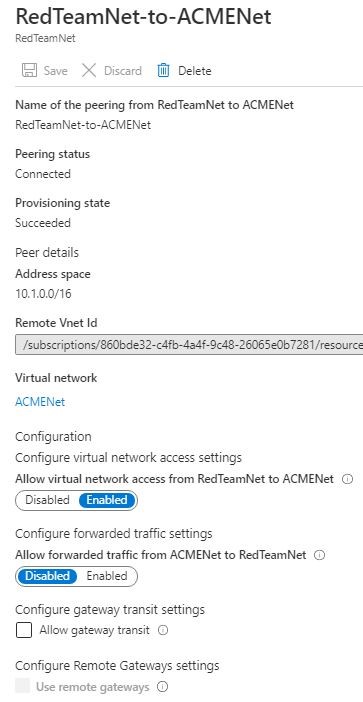 RedTeamNet-to-ACMENet
RedTeamNet
Save Discard Delete
Name of the peering from RedTeamNet to ACMENet
RedTeamNet-to-ACMENet
Peering status
Connected
Provisioning state
Succeeded
Peer details
Address space
10.1.0.0/16
Remote Vnet Id
/subscriptions/860bde32-c4fb-4a4f-9c48-26065e0b7281/resource
Virtual network
ACMENet
Configuration
Configure virtual network access settings
Allow virtual network access from RedTeamNet to ACMENet
Disabled Enabled
Configure forwarded traffic settings
Allow forwarded traffic from ACMENet to RedTeamNet
Disabled Enabled
Configure gateway transit settings
Allow gateway transit
Configure Remote Gateways settings
Use remote gateways